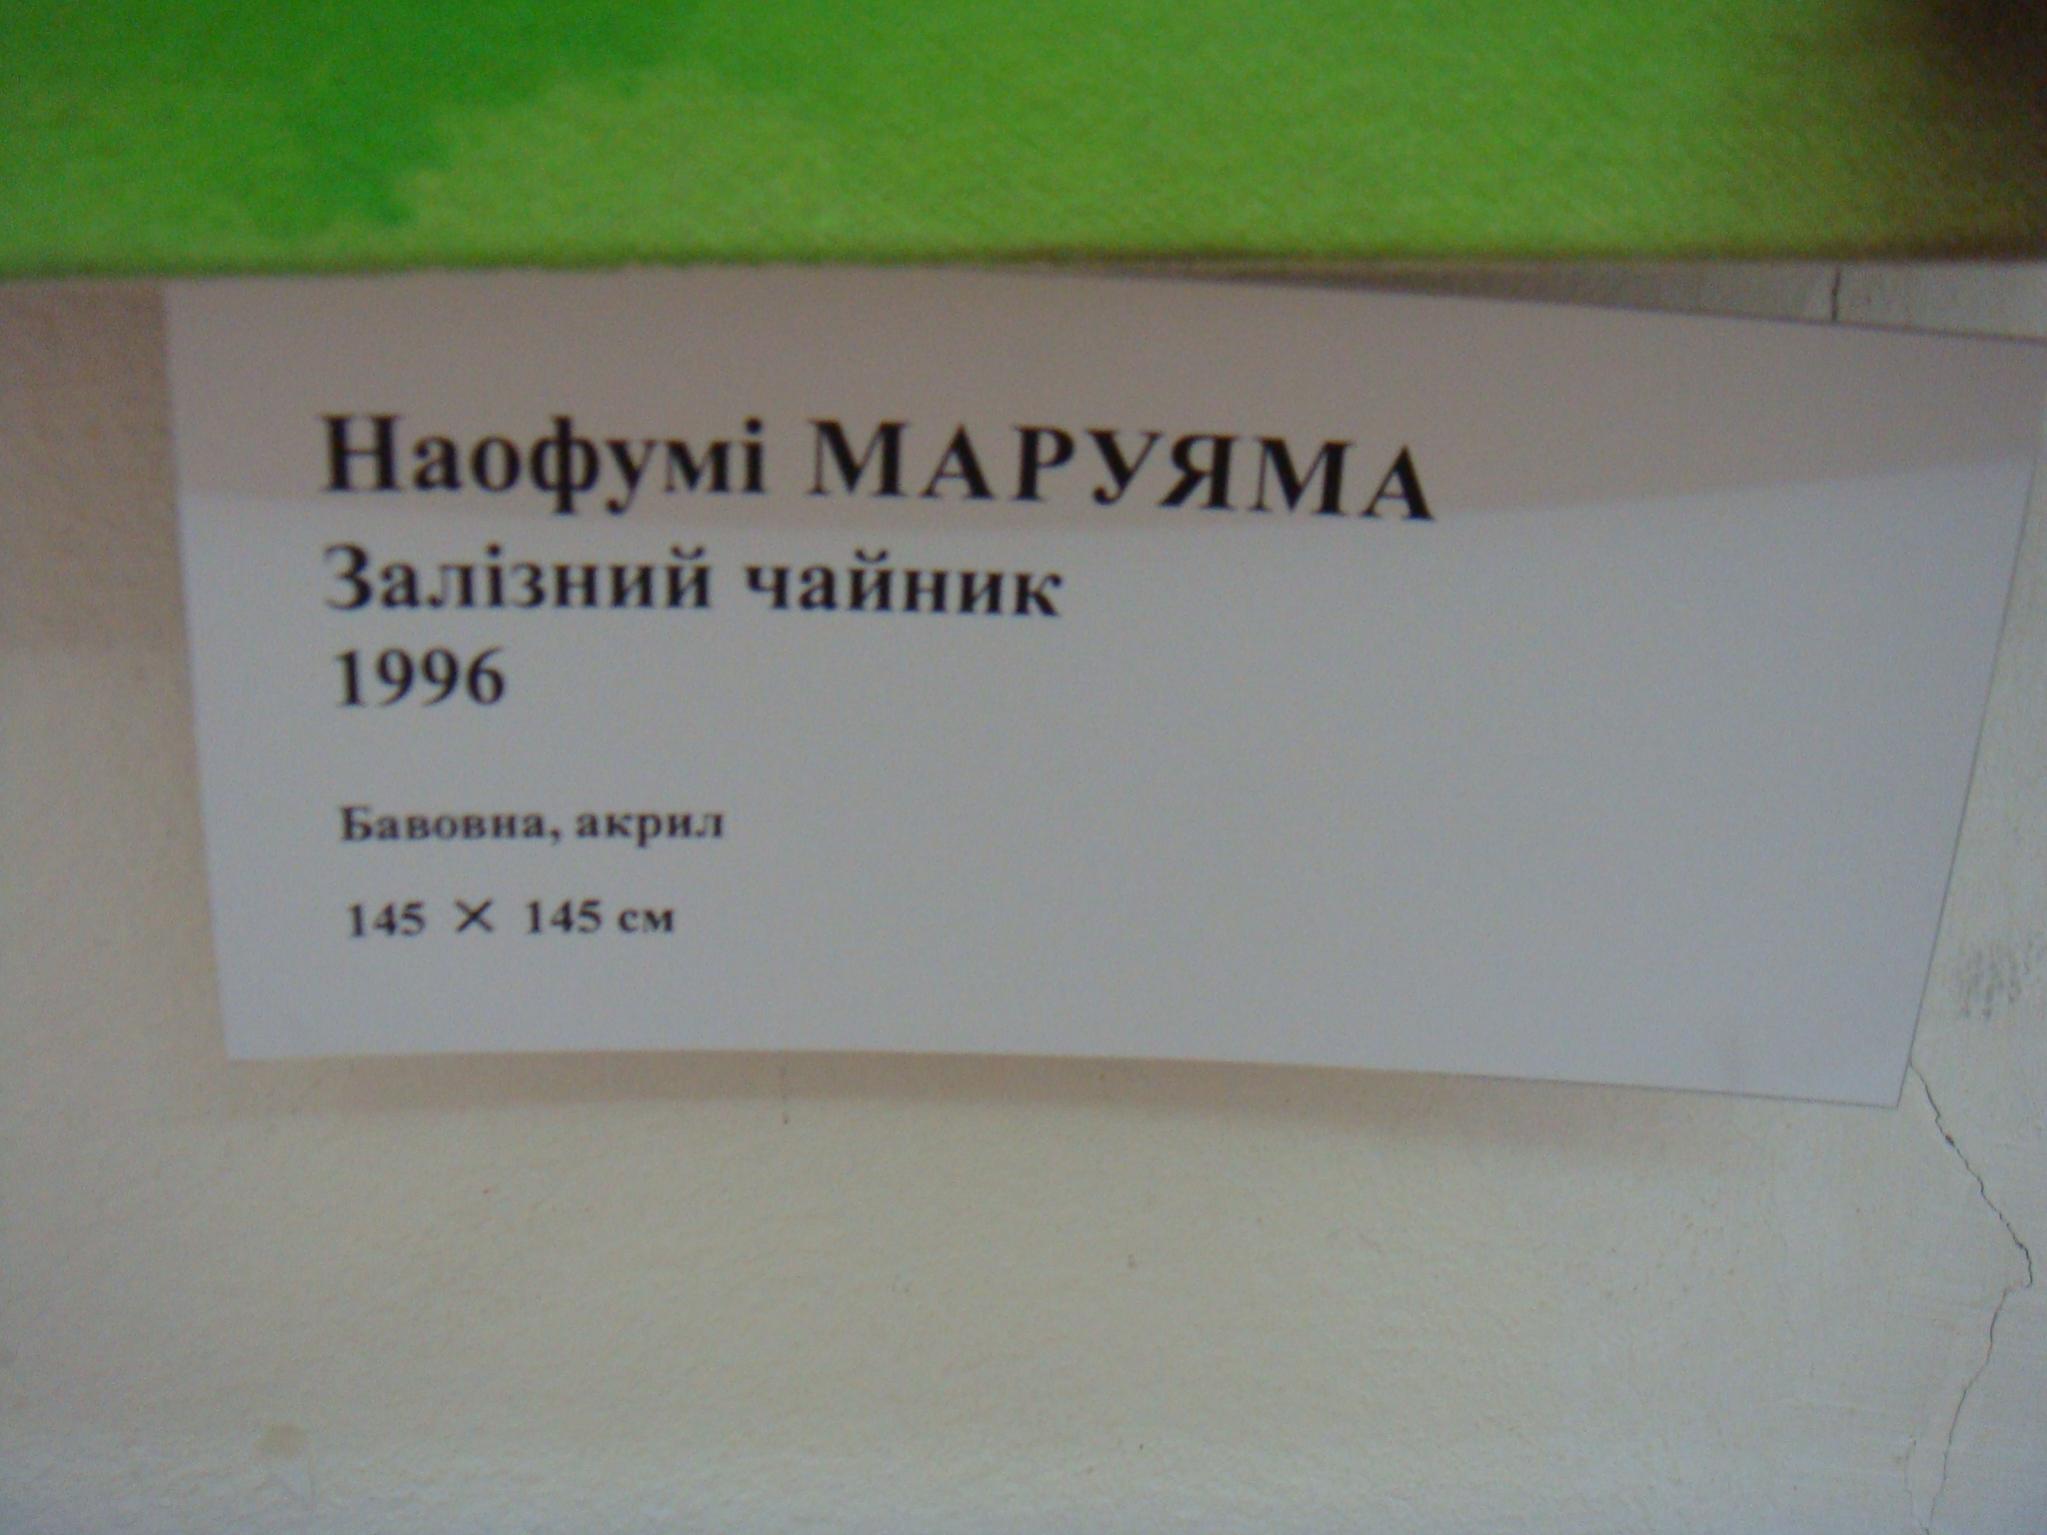 Наофумі МАРУЯМА
Залізний чайник
1996
Бавовна, акрил
145 × 145 см